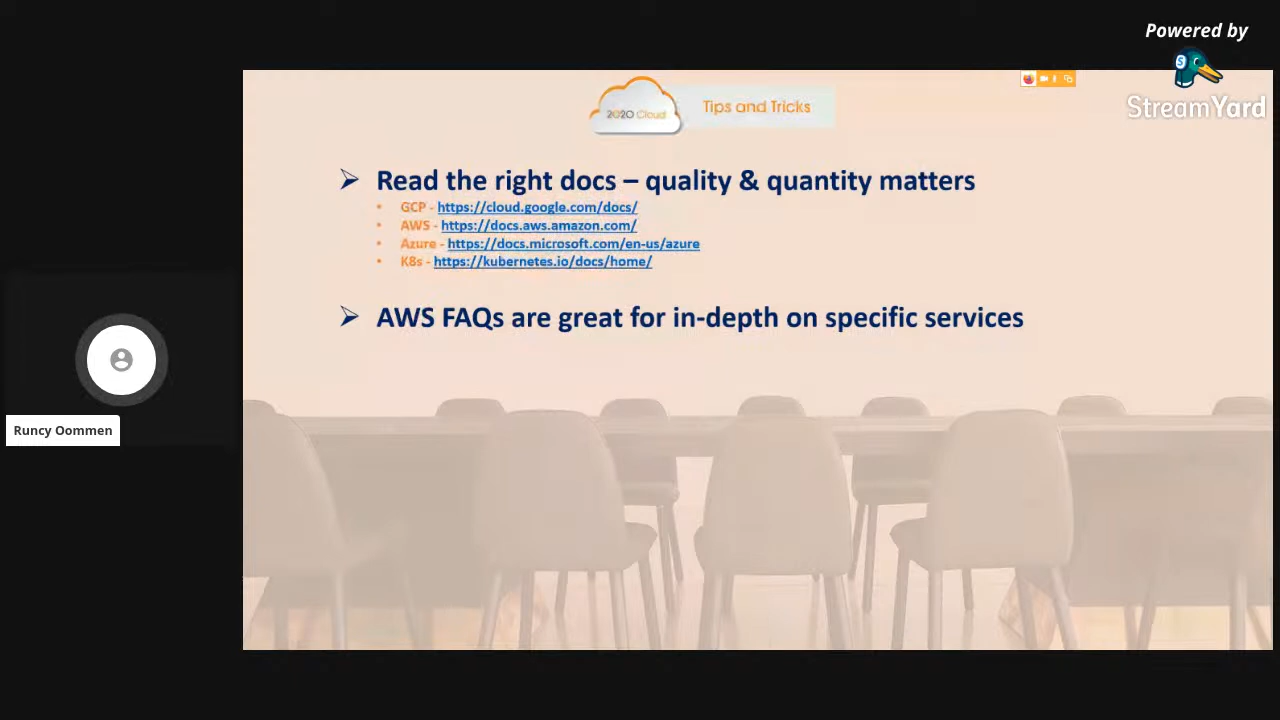 Powered by
StreamYard
2020 Cloud
Tips and Tricks
➢ Read the right docs – quality & quantity matters
• GCP - https://cloud.google.com/docs/
• AWS - https://docs.aws.amazon.com/
• Azure - https://docs.microsoft.com/en-us/azure
• K8s - https://kubernetes.io/docs/home/
➢ AWS FAQs are great for in-depth on specific services
Runcy Oommen